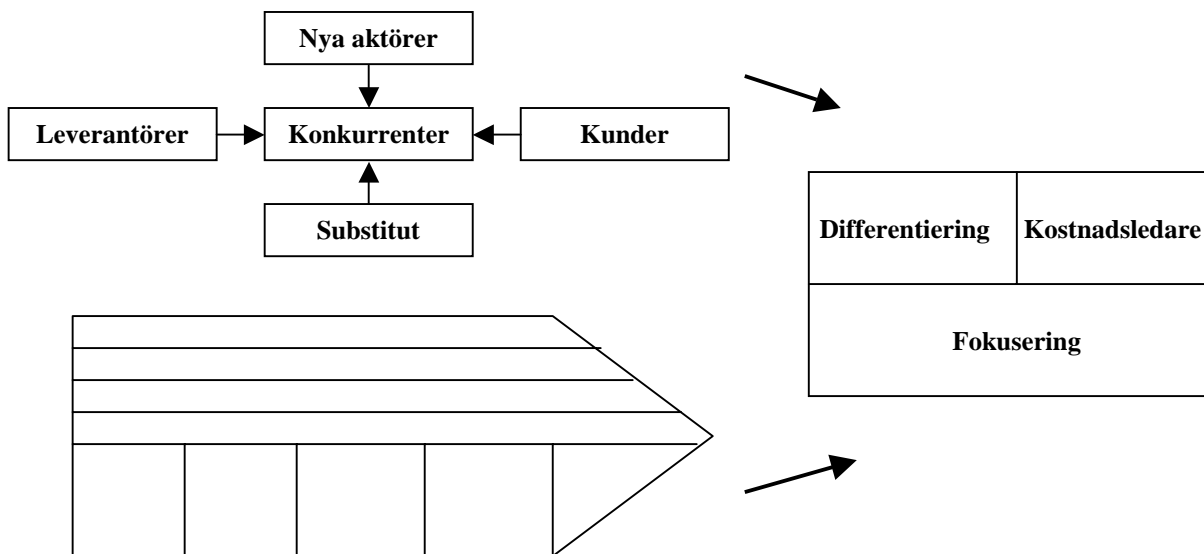 Nya aktörer
Leverantörer
Konkurrenter
Kunder
Substitut
Differentiering
Kostnadsledare
Fokusering